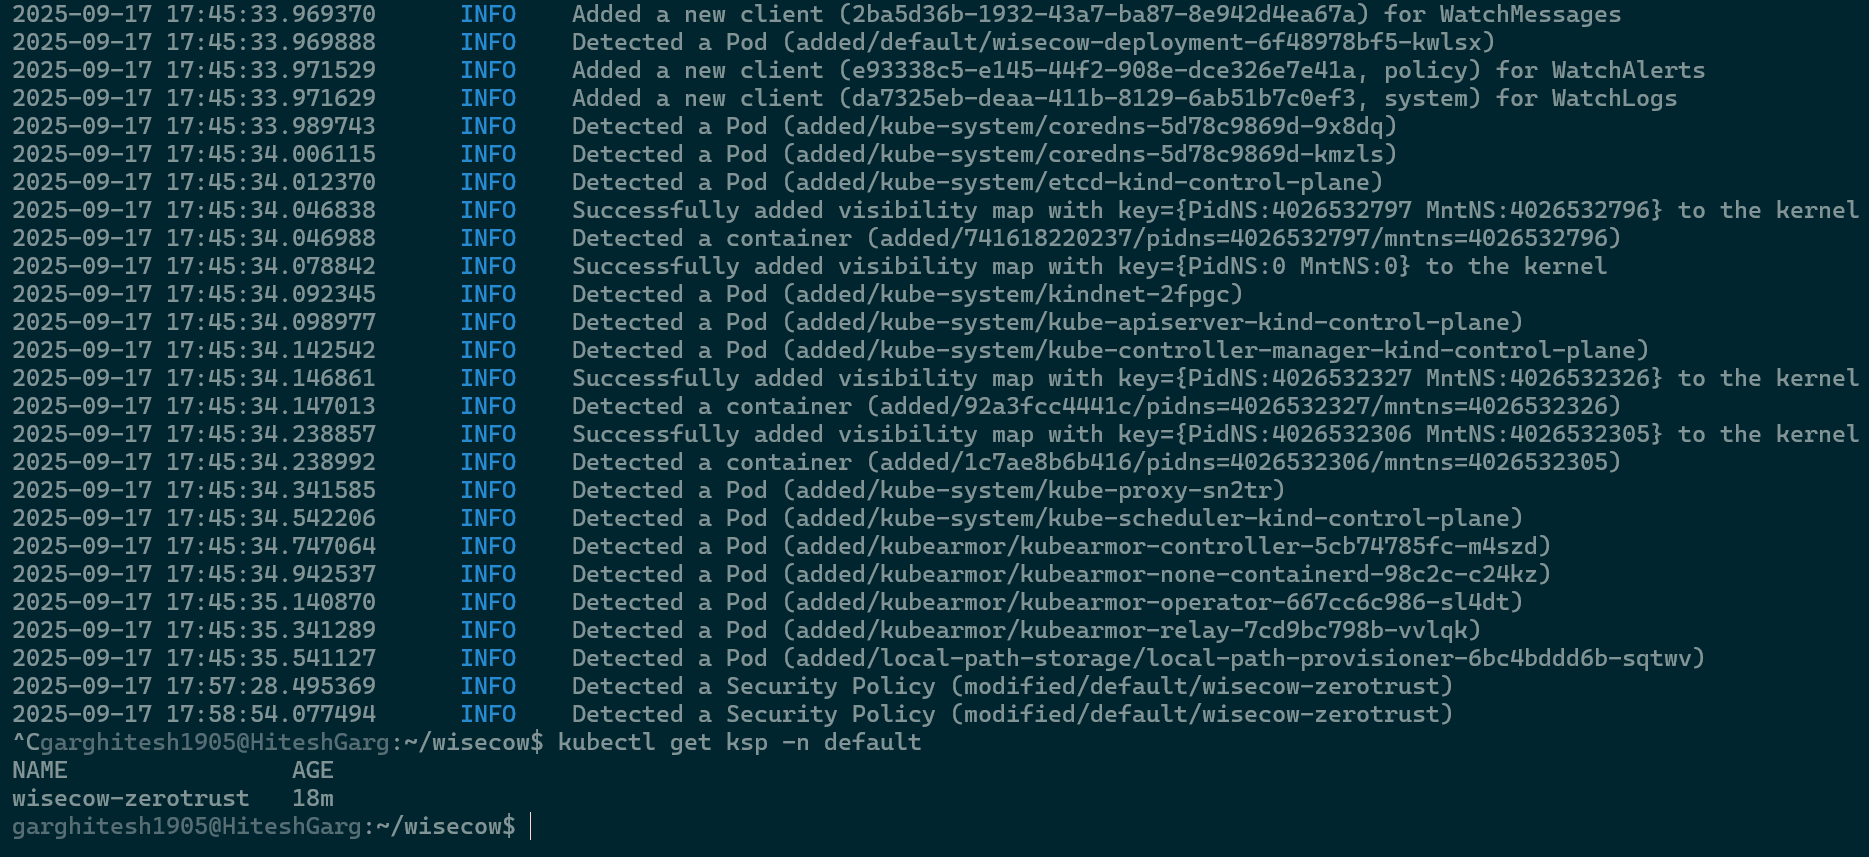 2025-09-17 17:45:33.969370      INFO    Added a new client (2ba5d36b-1932-43a7-ba87-8e942d4ea67a) for WatchMessages
2025-09-17 17:45:33.969888      INFO    Detected a Pod (added/default/wisecow-deployment-6f48978bf5-kwlsx)
2025-09-17 17:45:33.971529      INFO    Added a new client (e93338c5-e145-44f2-908e-dce326e7e41a, policy) for WatchAlerts
2025-09-17 17:45:33.971629      INFO    Added a new client (da7325eb-deaa-411b-8129-6ab51b7c0ef3, system) for WatchLogs
2025-09-17 17:45:33.989743      INFO    Detected a Pod (added/kube-system/coredns-5d78c9869d-9x8dq)
2025-09-17 17:45:34.006115      INFO    Detected a Pod (added/kube-system/coredns-5d78c9869d-kmzls)
2025-09-17 17:45:34.012370      INFO    Detected a Pod (added/kube-system/etcd-kind-control-plane)
2025-09-17 17:45:34.046838      INFO    Successfully added visibility map with key={PidNS:4026532797 MntNS:4026532796} to the kernel
2025-09-17 17:45:34.046988      INFO    Detected a container (added/741618220237/pidns=4026532797/mntns=4026532796)
2025-09-17 17:45:34.078842      INFO    Successfully added visibility map with key={PidNS:0 MntNS:0} to the kernel
2025-09-17 17:45:34.092345      INFO    Detected a Pod (added/kube-system/kindnet-2fpgc)
2025-09-17 17:45:34.098977      INFO    Detected a Pod (added/kube-system/kube-apiserver-kind-control-plane)
2025-09-17 17:45:34.142542      INFO    Detected a Pod (added/kube-system/kube-controller-manager-kind-control-plane)
2025-09-17 17:45:34.146861      INFO    Successfully added visibility map with key={PidNS:4026532327 MntNS:4026532326} to the kernel
2025-09-17 17:45:34.147013      INFO    Detected a container (added/92a3fcc4441c/pidns=4026532327/mntns=4026532326)
2025-09-17 17:45:34.238857      INFO    Successfully added visibility map with key={PidNS:4026532306 MntNS:4026532305} to the kernel
2025-09-17 17:45:34.238992      INFO    Detected a container (added/1c7ae8b6b416/pidns=4026532306/mntns=4026532305)
2025-09-17 17:45:34.341585      INFO    Detected a Pod (added/kube-system/kube-proxy-sn2tr)
2025-09-17 17:45:34.542206      INFO    Detected a Pod (added/kube-system/kube-scheduler-kind-control-plane)
2025-09-17 17:45:34.747064      INFO    Detected a Pod (added/kubearmor/kubearmor-controller-5cb74785fc-m4szd)
2025-09-17 17:45:34.942537      INFO    Detected a Pod (added/kubearmor/kubearmor-none-containerd-98c2c-c24kz)
2025-09-17 17:45:35.140870      INFO    Detected a Pod (added/kubearmor/kubearmor-operator-667cc6c986-sl4dt)
2025-09-17 17:45:35.341289      INFO    Detected a Pod (added/kubearmor/kubearmor-relay-7cd9bc798b-vvlqk)
2025-09-17 17:45:35.541127      INFO    Detected a Pod (added/local-path-storage/local-path-provisioner-6bc4bddd6b-sqtwv)
2025-09-17 17:57:28.495369      INFO    Detected a Security Policy (modified/default/wisecow-zerotrust)
2025-09-17 17:58:54.077494      INFO    Detected a Security Policy (modified/default/wisecow-zerotrust)
^Cgarghitesh1905@HiteshGarg:~/wisecow$ kubectl get ksp -n default
NAME                AGE
wisecow-zerotrust   18m
garghitesh1905@HiteshGarg:~/wisecow$